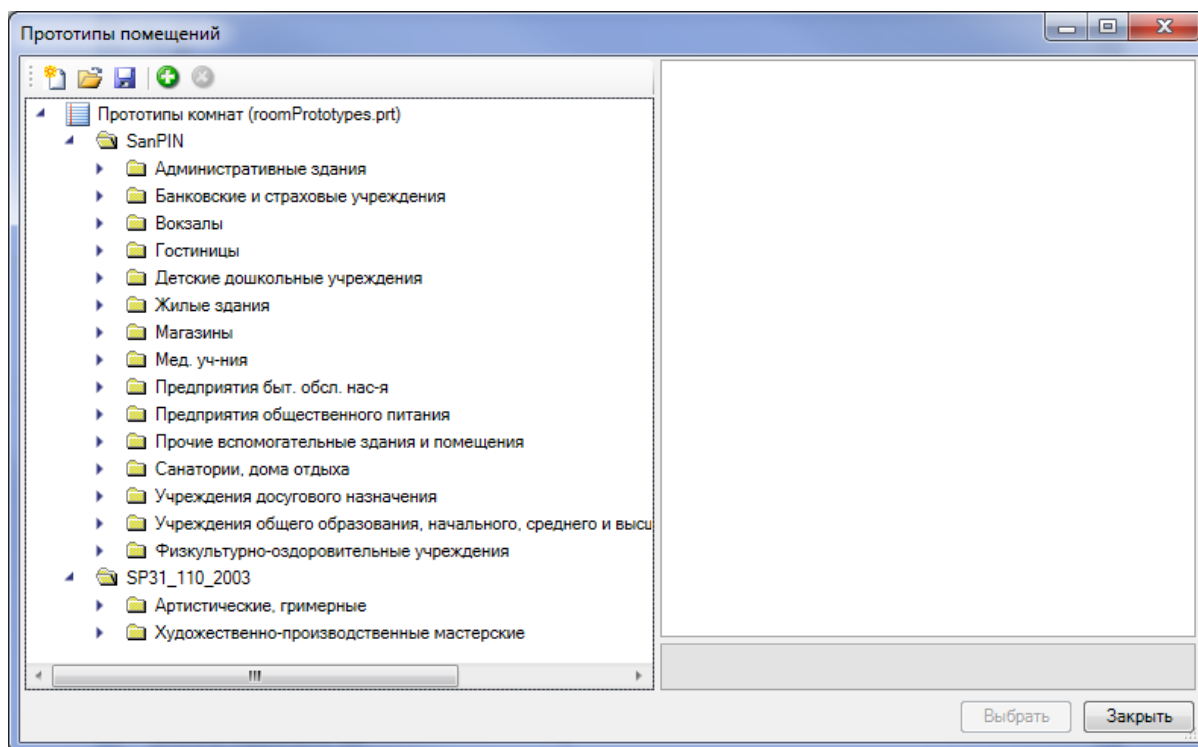 Прототипы помещений
Прототипы комнат (roomPrototypes.prt)
SanPIN
Административные здания
Банковские и страховые учреждения
Вокзалы
Гостиницы
Детские дошкольные учреждения
Жилые здания
Магазины
Мед. уч-ния
Предприятия быт. обсл. нас-я
Предприятия общественного питания
Прочие вспомогательные здания и помещения
Санатории, дома отдыха
Учреждения досугового назначения
Учреждения общего образования, начального, среднего и высш
Физкультурно-оздоровительные учреждения
SP31_110_2003
Артистические, гримерные
Художественно-производственные мастерские
Выбрать
Закрыть